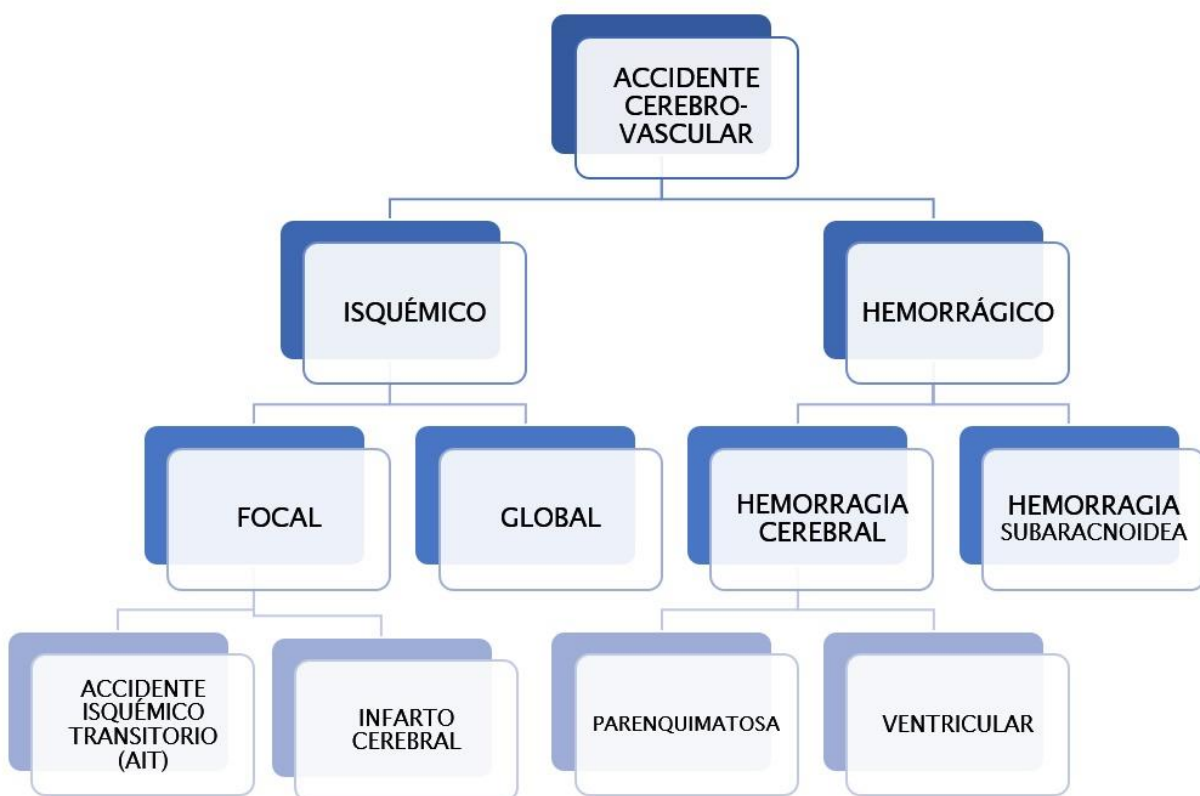 ACCIDENTE
CEREBRO-
VASCULAR
ISQUÉMICO
HEMORRÁGICO
FOCAL
GLOBAL
HEMORRAGIA
CEREBRAL
HEMORRAGIA
SUBARACNOIDEA
ACCIDENTE
ISQUÉMICO
TRANSITORIO
(AIT)
INFARTO
CEREBRAL
PARENQUIMATOSA
VENTRICULAR